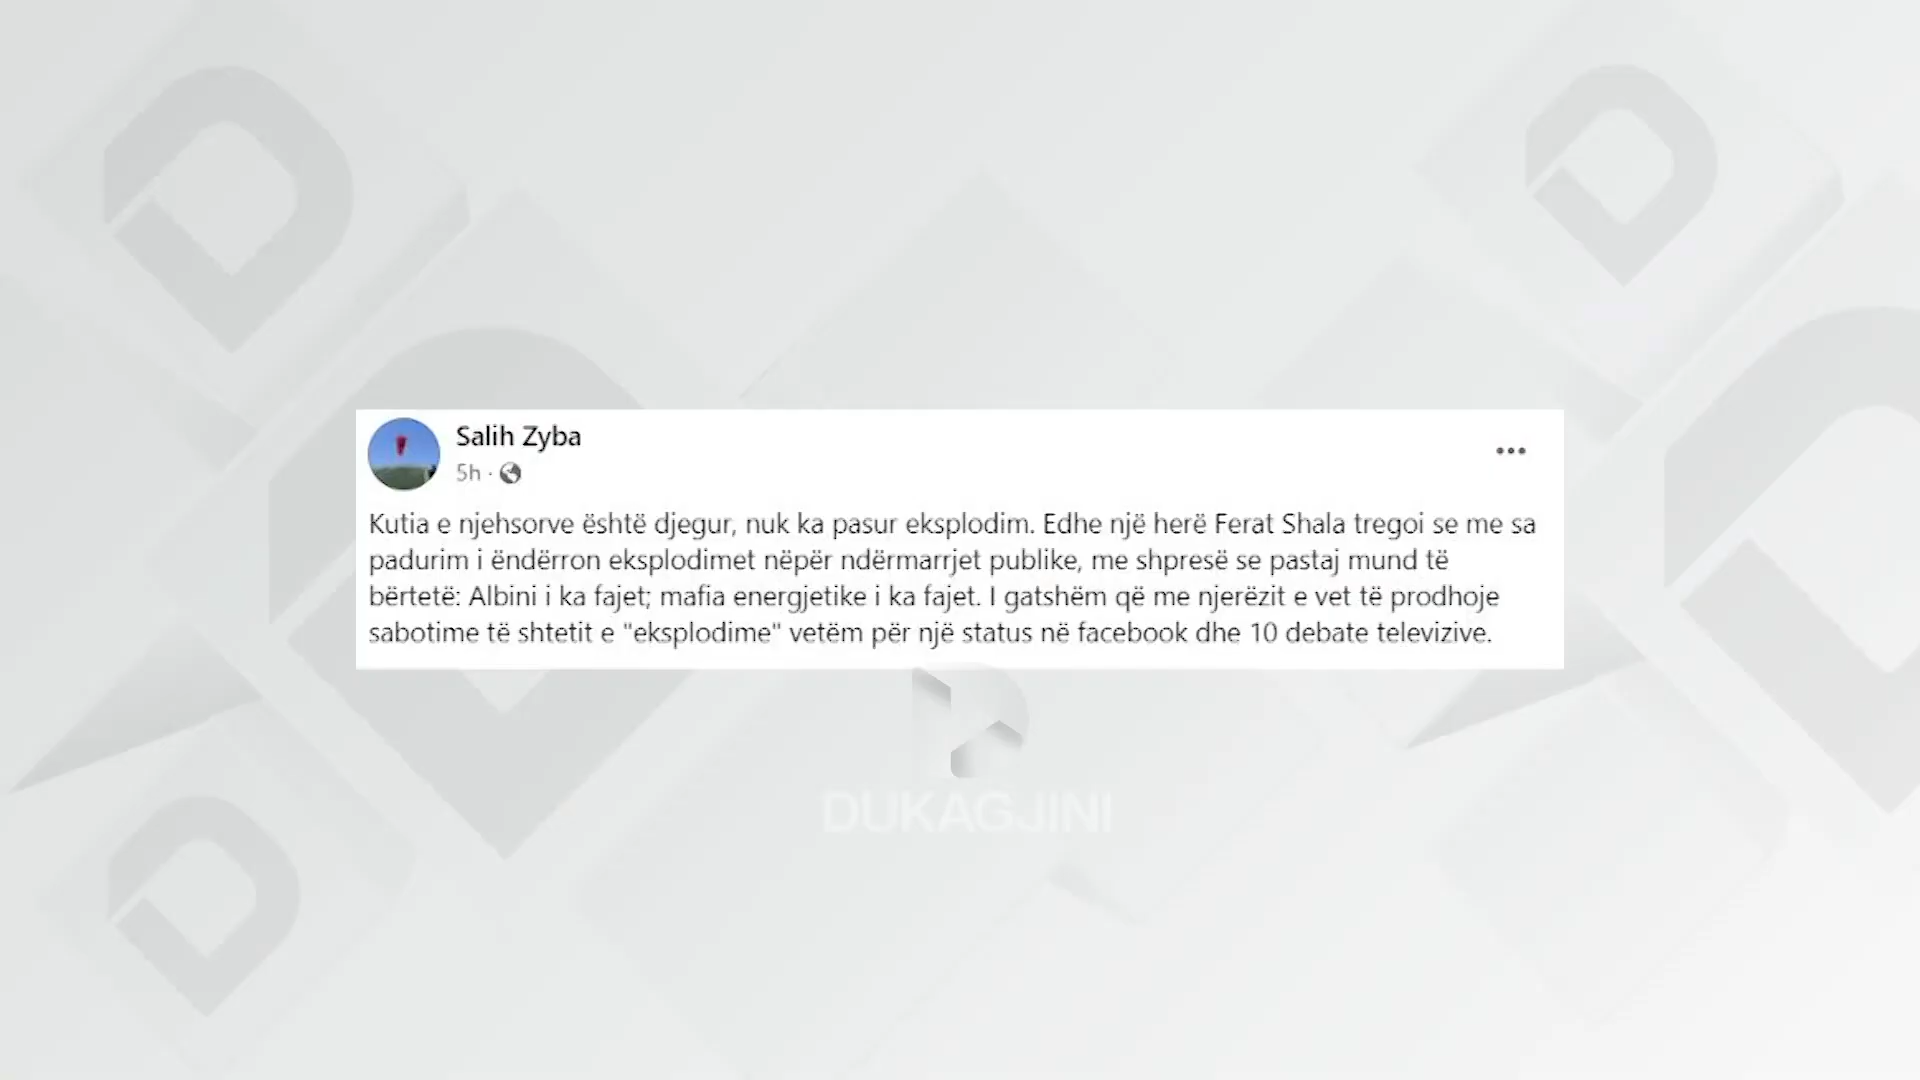 Salih Zyba
5h ·
Kutia e njehsorve është djegur, nuk ka pasur eksplodim. Edhe një herë Ferat Shala tregoi se me sa
padurim i ëndërron eksplodimet nëpër ndërmarrjet publike, me shpresë se pastaj mund të
bërtetë: Albini i ka fajet; mafia energjetike i ka fajet. I gatshëm që me njerëzit e vet të prodhoje
sabotime të shtetit e "eksplodime" vetëm për një status në facebook dhe 10 debate televizive.
DUKAGJINI